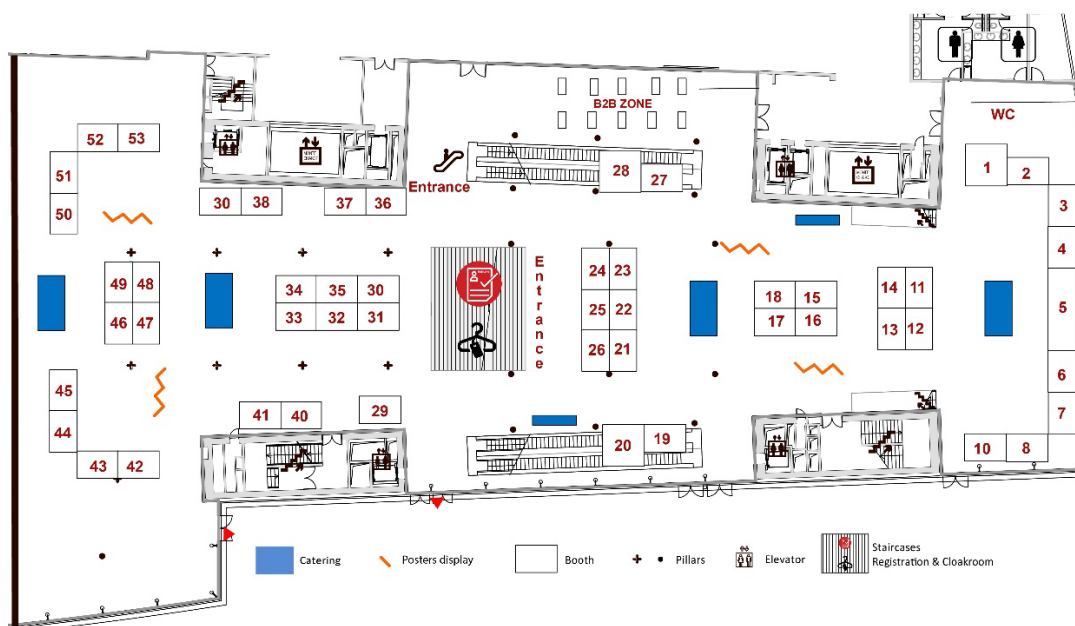 B2B ZONE
WC
52 53
51
50
1
2
3
4
5
6
7
10 8
Entrance
28 27
30 38
37 36
Entrance
24 23
25 22
26 21
49 48
46 47
34 35 30
33 32 31
18 15
17 16
14 11
13 12
45
44
43 42
41 40
29
20 19
Catering
Posters display
Booth
Pillars
Elevator
Staircases
Registration & Cloakroom